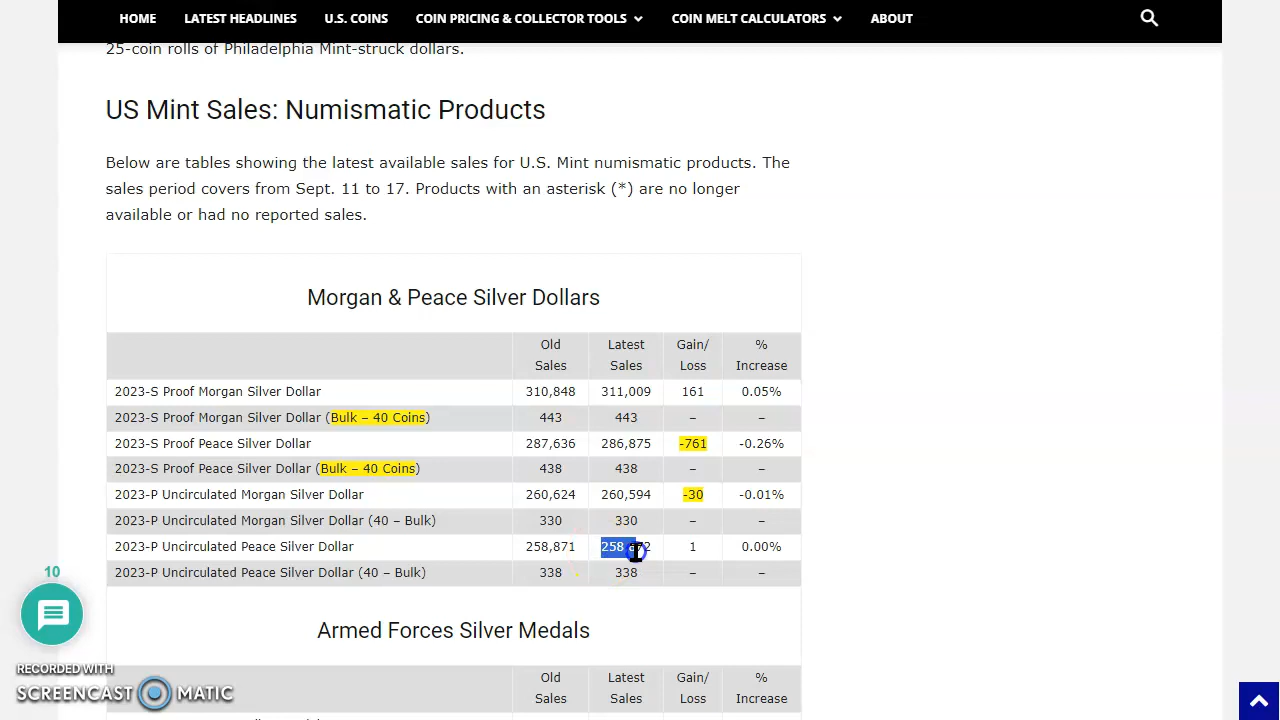 HOME LATEST HEADLINES U.S. COINS COIN PRICING & COLLECTOR TOOLS COIN MELT CALCULATORS ABOUT
25-coin rolls of Philadelphia Mint-struck dollars.
US Mint Sales: Numismatic Products
Below are tables showing the latest available sales for U.S. Mint numismatic products. The
sales period covers from Sept. 11 to 17. Products with an asterisk (*) are no longer
available or had no reported sales.
Morgan & Peace Silver Dollars
Old Sales Latest Sales Gain/ Loss % Increase
2023-S Proof Morgan Silver Dollar 310,848 311,009 161 0.05%
2023-S Proof Morgan Silver Dollar (Bulk – 40 Coins) 443 443 – –
2023-S Proof Peace Silver Dollar 287,636 286,875 -761 -0.26%
2023-S Proof Peace Silver Dollar (Bulk – 40 Coins) 438 438 – –
2023-P Uncirculated Morgan Silver Dollar 260,624 260,594 -30 -0.01%
2023-P Uncirculated Morgan Silver Dollar (40 – Bulk) 330 330 – –
2023-P Uncirculated Peace Silver Dollar 258,871 258,872 1 0.00%
2023-P Uncirculated Peace Silver Dollar (40 – Bulk) 338 338 – –
10
Armed Forces Silver Medals
Old Sales Latest Sales Gain/ Loss % Increase
RECORDED WITH
SCREENCAST MATIC